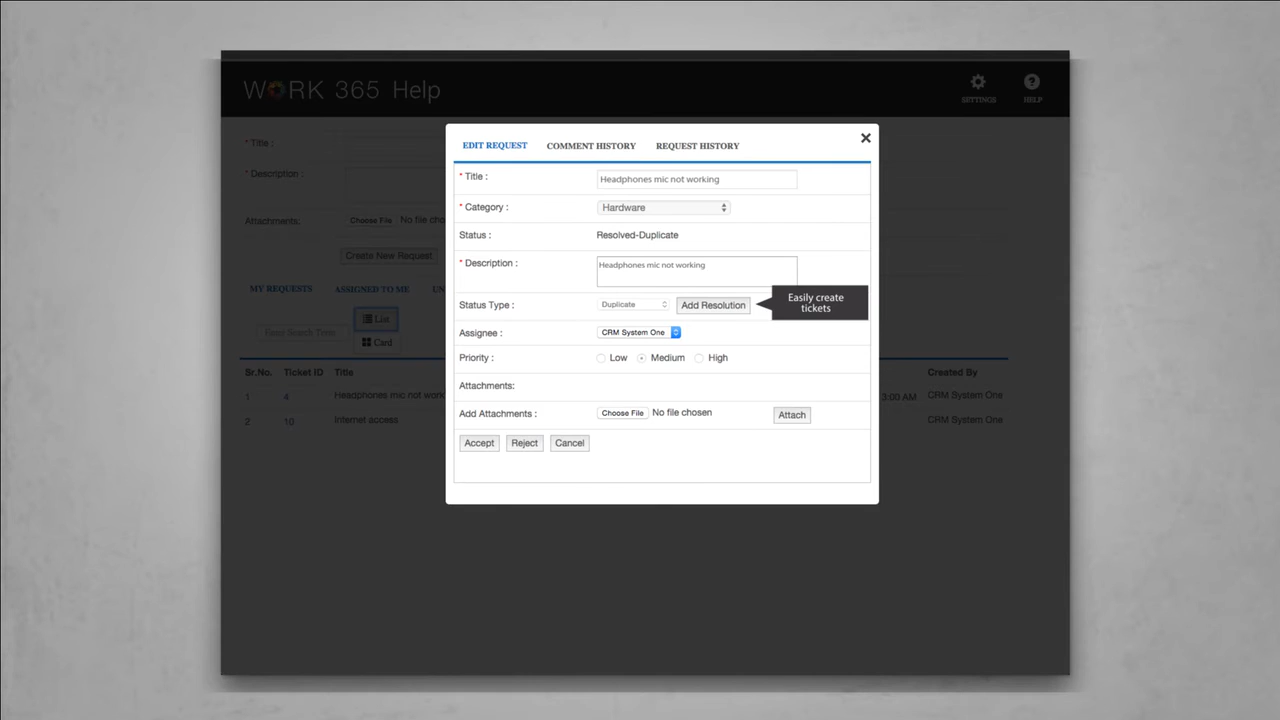 WORK 365 Help
SETTINGS
HELP
* Title :
* Description :
Attachments:
Choose File No file chos
Create New Request
MY REQUESTS
ASSIGNED TO ME
UN
Enter Search Term
List
Card
Sr.No. Ticket ID Title
Created By
1 4 Headphones mic not work
3:00 AM CRM System One
2 10 Internet access
CRM System One
EDIT REQUEST COMMENT HISTORY REQUEST HISTORY
* Title : Headphones mic not working
* Category : Hardware
Status : Resolved-Duplicate
* Description : Headphones mic not working
Status Type : Duplicate Add Resolution
Easily create
tickets
Assignee : CRM System One
Priority : Low Medium High
Attachments:
Add Attachments : Choose File No file chosen Attach
Accept Reject Cancel